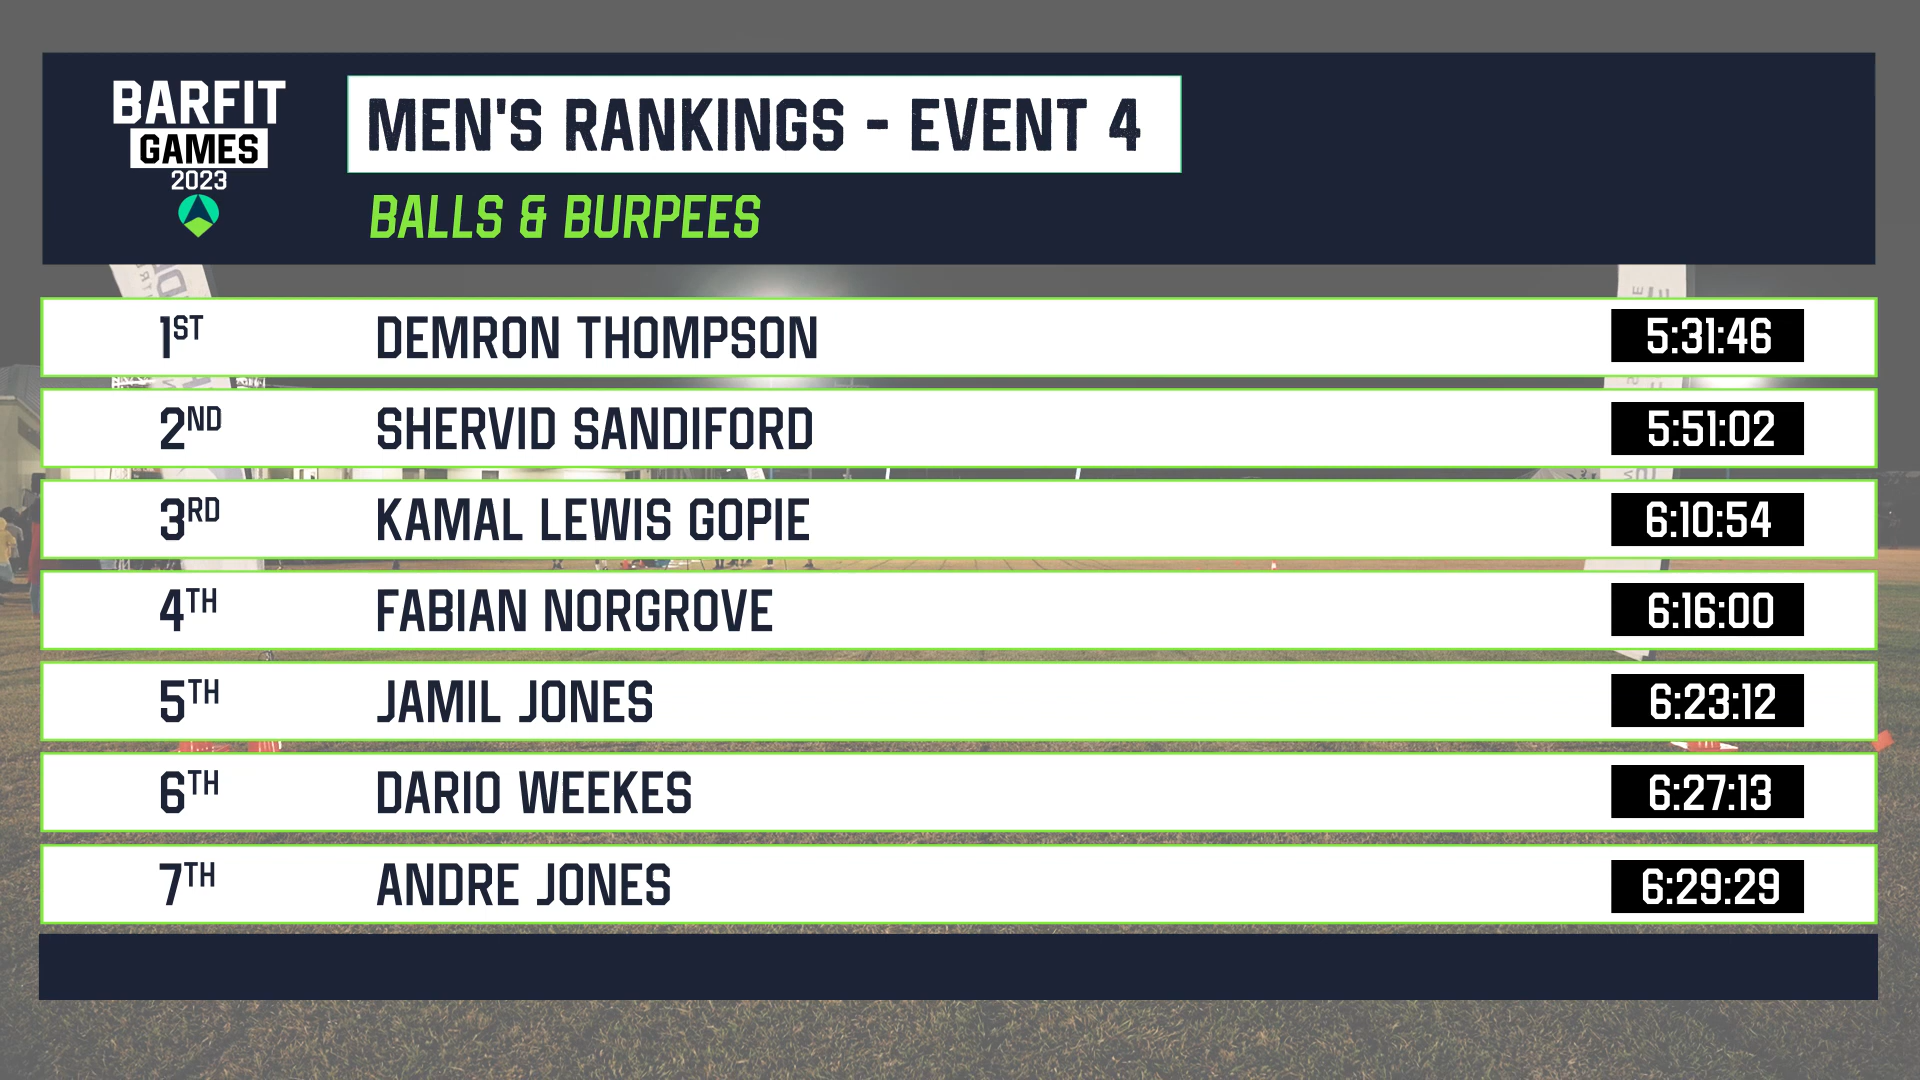 BARFIT
GAMES
2023
MEN'S RANKINGS - EVENT 4
BALLS & BURPEES
1ST DEMRON THOMPSON 5:31:46
2ND SHERVID SANDIFORD 5:51:02
3RD KAMAL LEWIS GOPIE 6:10:54
4TH FABIAN NORGROVE 6:16:00
5TH JAMIL JONES 6:23:12
6TH DARIO WEEKES 6:27:13
7TH ANDRE JONES 6:29:29